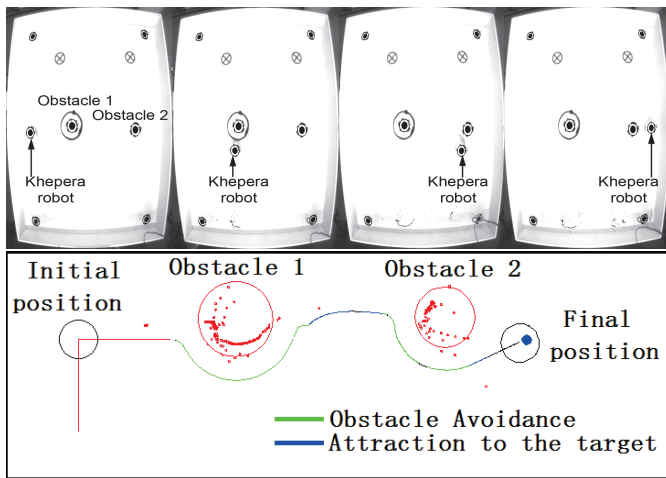 Obstacle 1
Obstacle 2
Khepera
robot
Khepera
robot
Khepera
robot
Khepera
robot
Initial
position
Obstacle 1
Obstacle 2
Final
position
Obstacle Avoidance
Attraction to the target